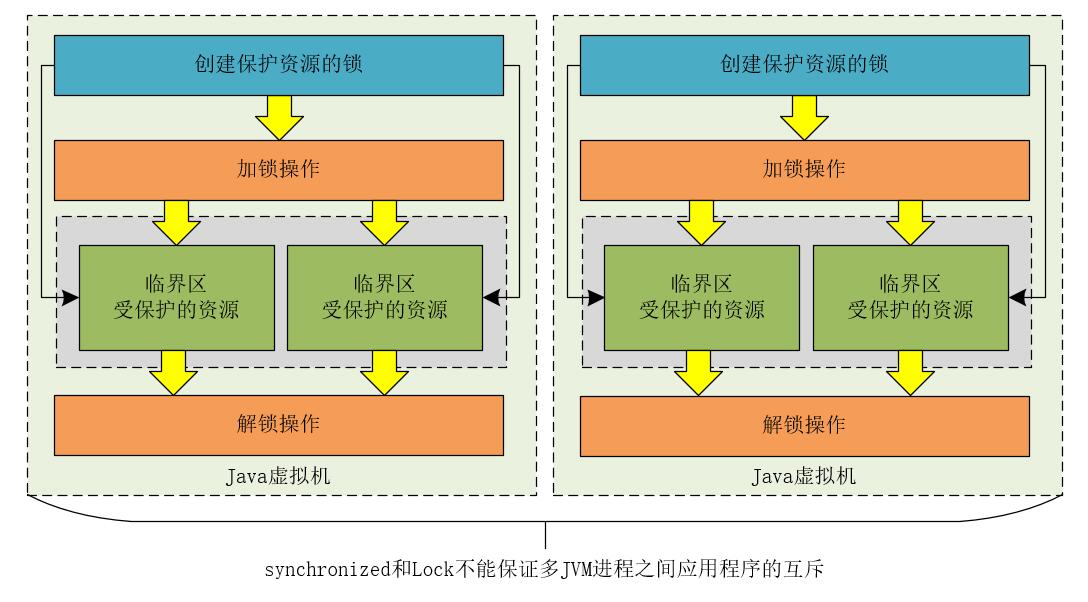 创建保护资源的锁
加锁操作
临界区
受保护的资源
临界区
受保护的资源
解锁操作
Java虚拟机
创建保护资源的锁
加锁操作
临界区
受保护的资源
临界区
受保护的资源
解锁操作
Java虚拟机
synchronized和Lock不能保证多JVM进程之间应用程序的互斥